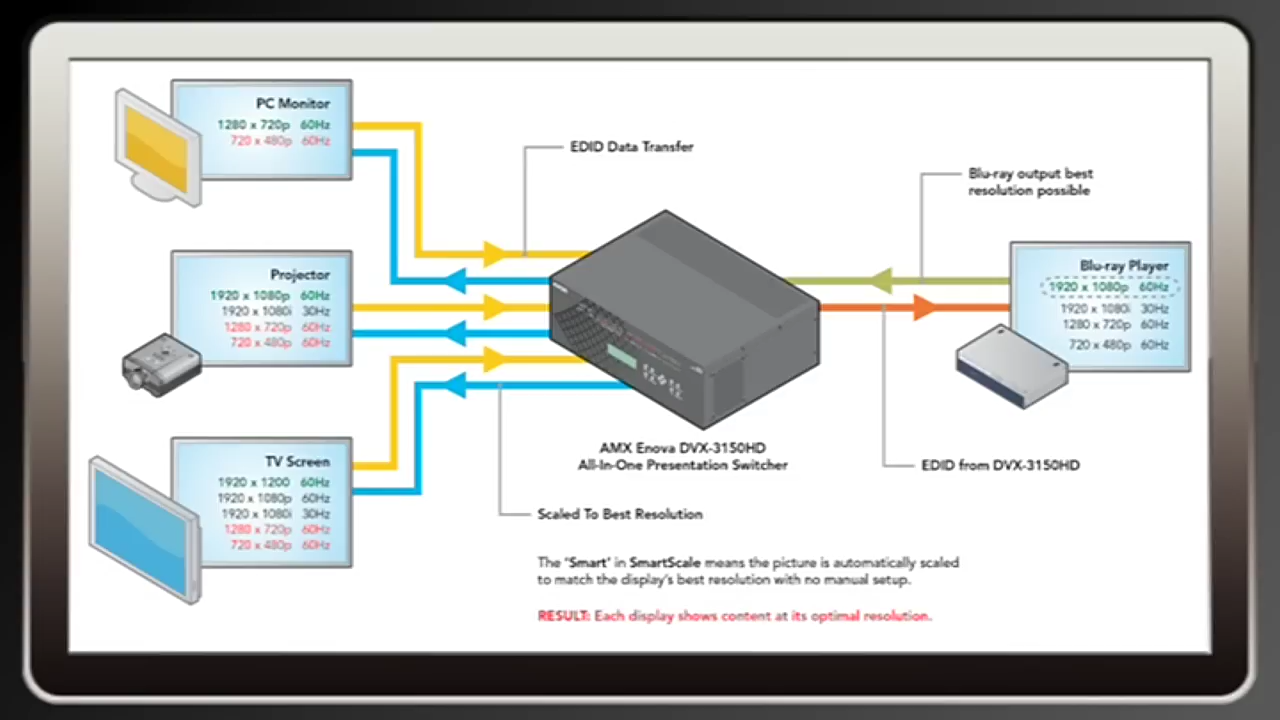 PC Monitor
1280 x 720p 60Hz
720 x 480p 60Hz
EDID Data Transfer
Blu-ray output best
resolution possible
Projector
1920 x 1080p 60Hz
1920 x 1080i 30Hz
1280 x 720p 60Hz
720 x 480p 60Hz
Blu-ray Player
1920 x 1080p 60Hz
1920 x 1080i 30Hz
1280 x 720p 60Hz
720 x 480p 60Hz
AMX Enova DVX-3150HD
All-In-One Presentation Switcher
TV Screen
1920 x 1200 60Hz
1920 x 1080p 60Hz
1920 x 1080i 30Hz
1280 x 720p 60Hz
720 x 480p 60Hz
EDID from DVX-3150HD
Scaled To Best Resolution
The 'Smart' in SmartScale means the picture is automatically scaled
to match the display's best resolution with no manual setup.
RESULT: Each display shows content at its optimal resolution.